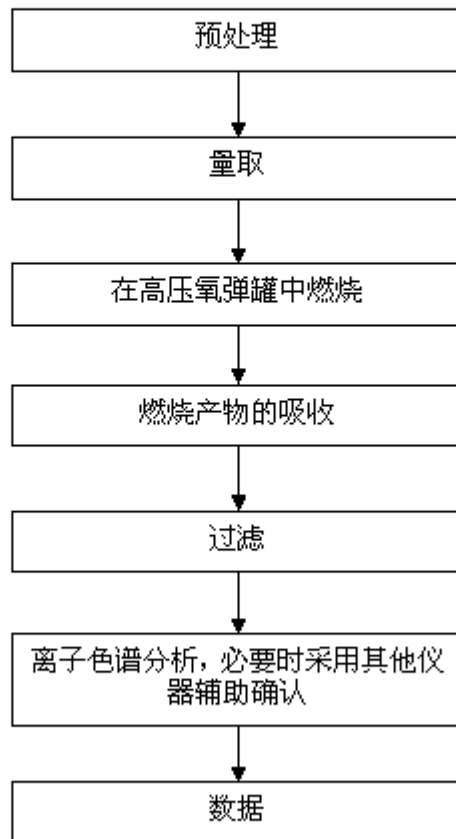 预处理
量取
在高压氧弹罐中燃烧
燃烧产物的吸收
过滤
离子色谱分析，必要时采用其他仪
器辅助确认
数据